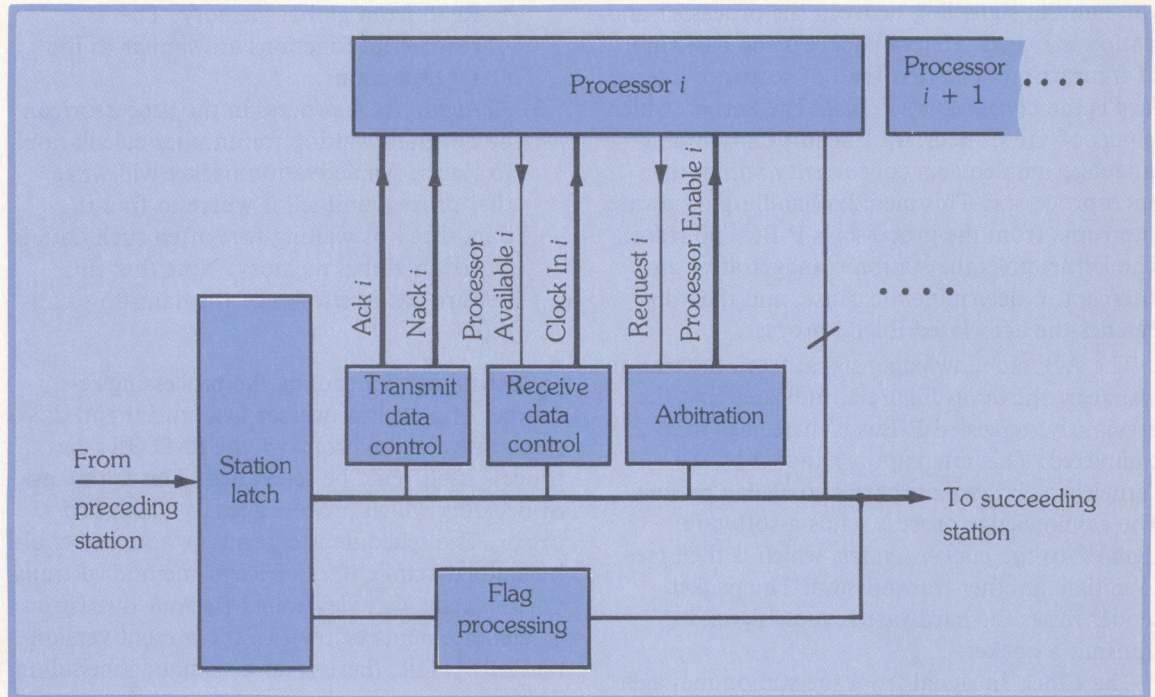 Processor i
Processor
i + 1
Ack i
Nack i
Processor
Available i
Clock In i
Request i
Processor Enable i
Transmit
data
control
Receive
data
control
Arbitration
From
preceding
station
Station
latch
To succeeding
station
Flag
processing